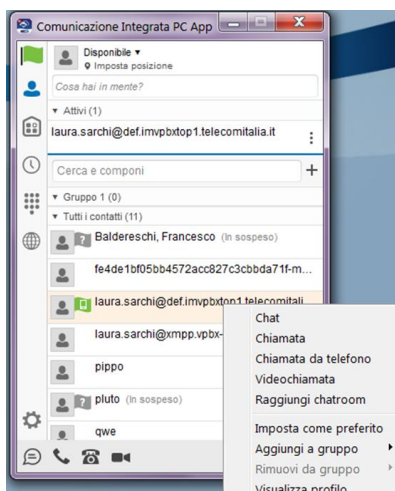 Comunicazione Integrata PC App
Disponibile ▾
Imposta posizione
Cosa hai in mente?
▾ Attivi (1)
laura.sarchi@def.imvpbxtop1.telecomitalia.it
Cerca e componi
▾ Gruppo 1 (0)
▾ Tutti i contatti (11)
Baldereschi, Francesco (In sospeso)
fe4de1bf05bb4572acc827c3cbbda71f-m...
laura.sarchi@def.imvpbxtop1.telecomitali
laura.sarchi@xmpp.vpbx-
pippo
pluto (In sospeso)
qwe
Chat
Chiamata
Chiamata da telefono
Videochiamata
Raggiungi chatroom
Imposta come preferito
Aggiungi a gruppo
Rimuovi da gruppo
Visualizza profilo